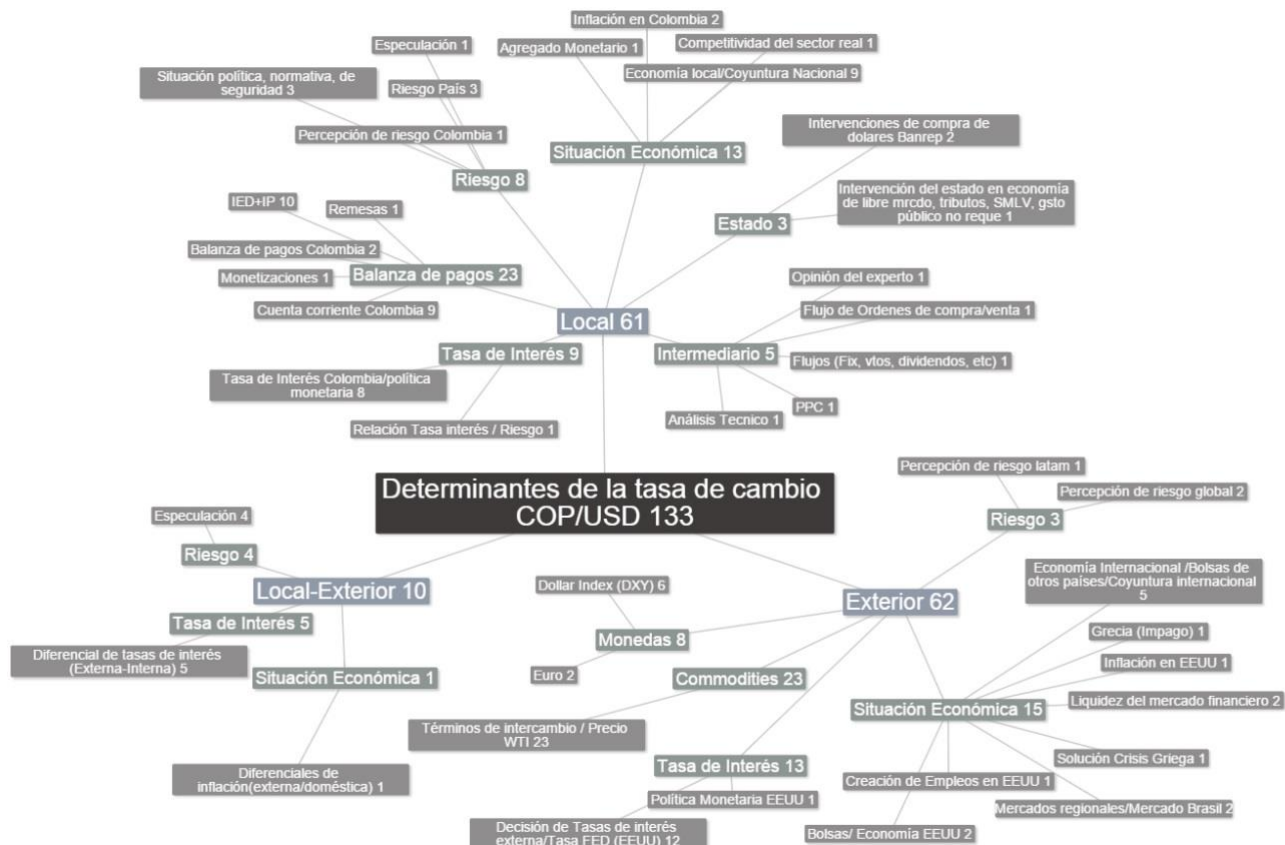 Inflación en Colombia 2
Especulación 1
Agregado Monetario 1
Competitividad del sector real 1
Situación política, normativa, de
seguridad 3
Riesgo País 3
Economía local/Coyuntura Nacional 9
Percepción de riesgo Colombia 1
Situación Económica 13
Intervenciones de compra de
dolares Banrep 2
Riesgo 8
IED+IP 10
Remesas 1
Intervención del estado en economía
de libre mrcdo, tributos, SMLV, gsto
público no reque 1
Estado 3
Balanza de pagos Colombia 2
Monetizaciones 1
Balanza de pagos 23
Opinión del experto 1
Cuenta corriente Colombia 9
Local 61
Flujo de Ordenes de compra/venta 1
Tasa de Interés 9
Intermediario 5
Flujos (Fix, vtos, dividendos, etc) 1
Tasa de Interés Colombia/política
monetaria 8
PPC 1
Análisis Tecnico 1
Relación Tasa interés / Riesgo 1
Determinantes de la tasa de cambio
COP/USD 133
Percepción de riesgo latam 1
Percepción de riesgo global 2
Riesgo 3
Especulación 4
Riesgo 4
Local-Exterior 10
Tasa de Interés 5
Diferencial de tasas de interés
(Externa-Interna) 5
Situación Económica 1
Diferenciales de
inflación(externa/doméstica) 1
Dollar Index (DXY) 6
Exterior 62
Monedas 8
Euro 2
Commodities 23
Términos de intercambio / Precio
WTI 23
Tasa de Interés 13
Política Monetaria EEUU 1
Decisión de Tasas de interés
externa/Tasa FED (EEUU) 12
Economía Internacional /Bolsas de
otros países/Coyuntura internacional
5
Grecia (Impago) 1
Inflación en EEUU 1
Liquidez del mercado financiero 2
Situación Económica 15
Solución Crisis Griega 1
Creación de Empleos en EEUU 1
Mercados regionales/Mercado Brasil 2
Bolsas/ Economía EEUU 2